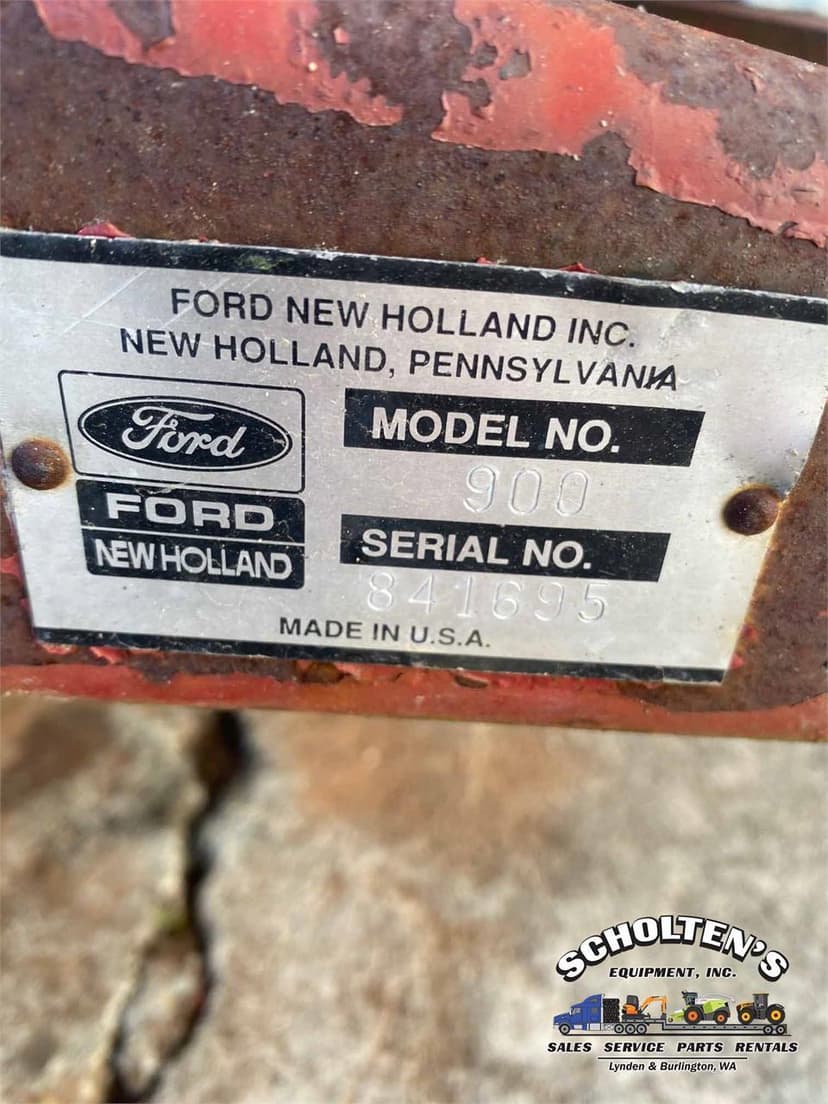 FORD NEW HOLLAND INC.
NEW HOLLAND, PENNSYLVANIA
Ford
FORD
NEW HOLLAND
MODEL NO.
900
SERIAL NO.
841695
MADE IN U.S.A.
SCHOLTEN'S
EQUIPMENT, INC.
SALES SERVICE PARTS RENTALS
Lynden & Burlington, WA